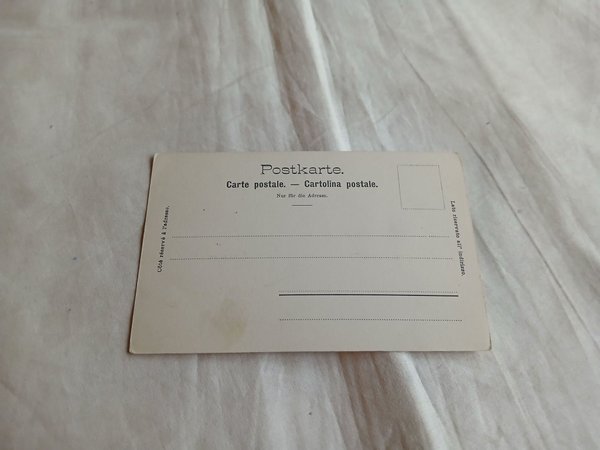 Postkarte.
Carte postale. — Cartolina postale.
Nur für die Adresse.
Côté réservé à l'adresse.
Lato riservato all' indirizzo.